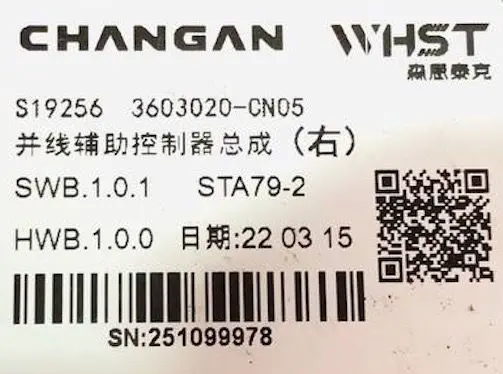 CHANGAN WHST
森思泰克
S19256 3603020-CN05
并线辅助控制器总成(右)
SWB.1.0.1 STA79-2
HWB.1.0.0 日期:22 03 15
SN:251099978